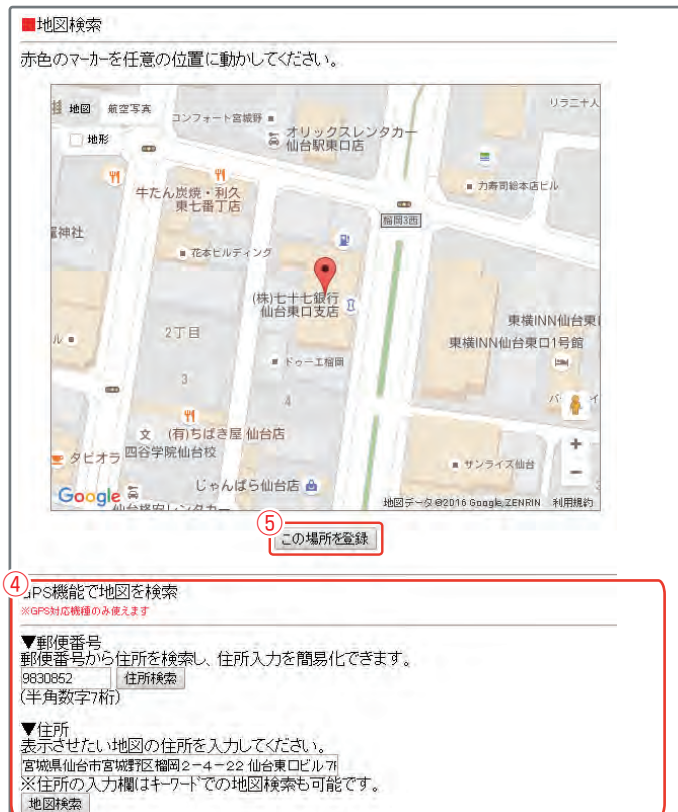 ■地図検索
赤色のマーカーを任意の位置に動かしてください。
地図 航空写真
コンフォート宮城野
リラニ十人
地形
オリックスレンタカー
仙台駅東口店
牛たん炭焼・利久
東七番丁店
力寿司総本店ビル
榴岡3西
神社
花本ビルディング
(株)七十七銀行
仙台東口支店
2丁目
東横INN仙台東
東横INN仙台東口1号館
ル
ドゥーエ榴岡
3
4
(有)ちばき屋 仙台店
文
四谷学院仙台校
タピオラ
サンライズ仙台
+
−
じゃんぱら仙台店
Google
地図データ©2016 Google, ZENRIN 利用規約
⑤
この場所を登録
④
GPS機能で地図を検索
※GPS対応機種のみ使えます
▼郵便番号
郵便番号から住所を検索し、住所入力を簡易化できます。
9830852 住所検索
(半角数字7桁)
▼住所
表示させたい地図の住所を入力してください。
宮城県仙台市宮城野区榴岡2-4-22 仙台東口ビル7
※住所の入力欄はキーワードでの地図検索も可能です。
地図検索